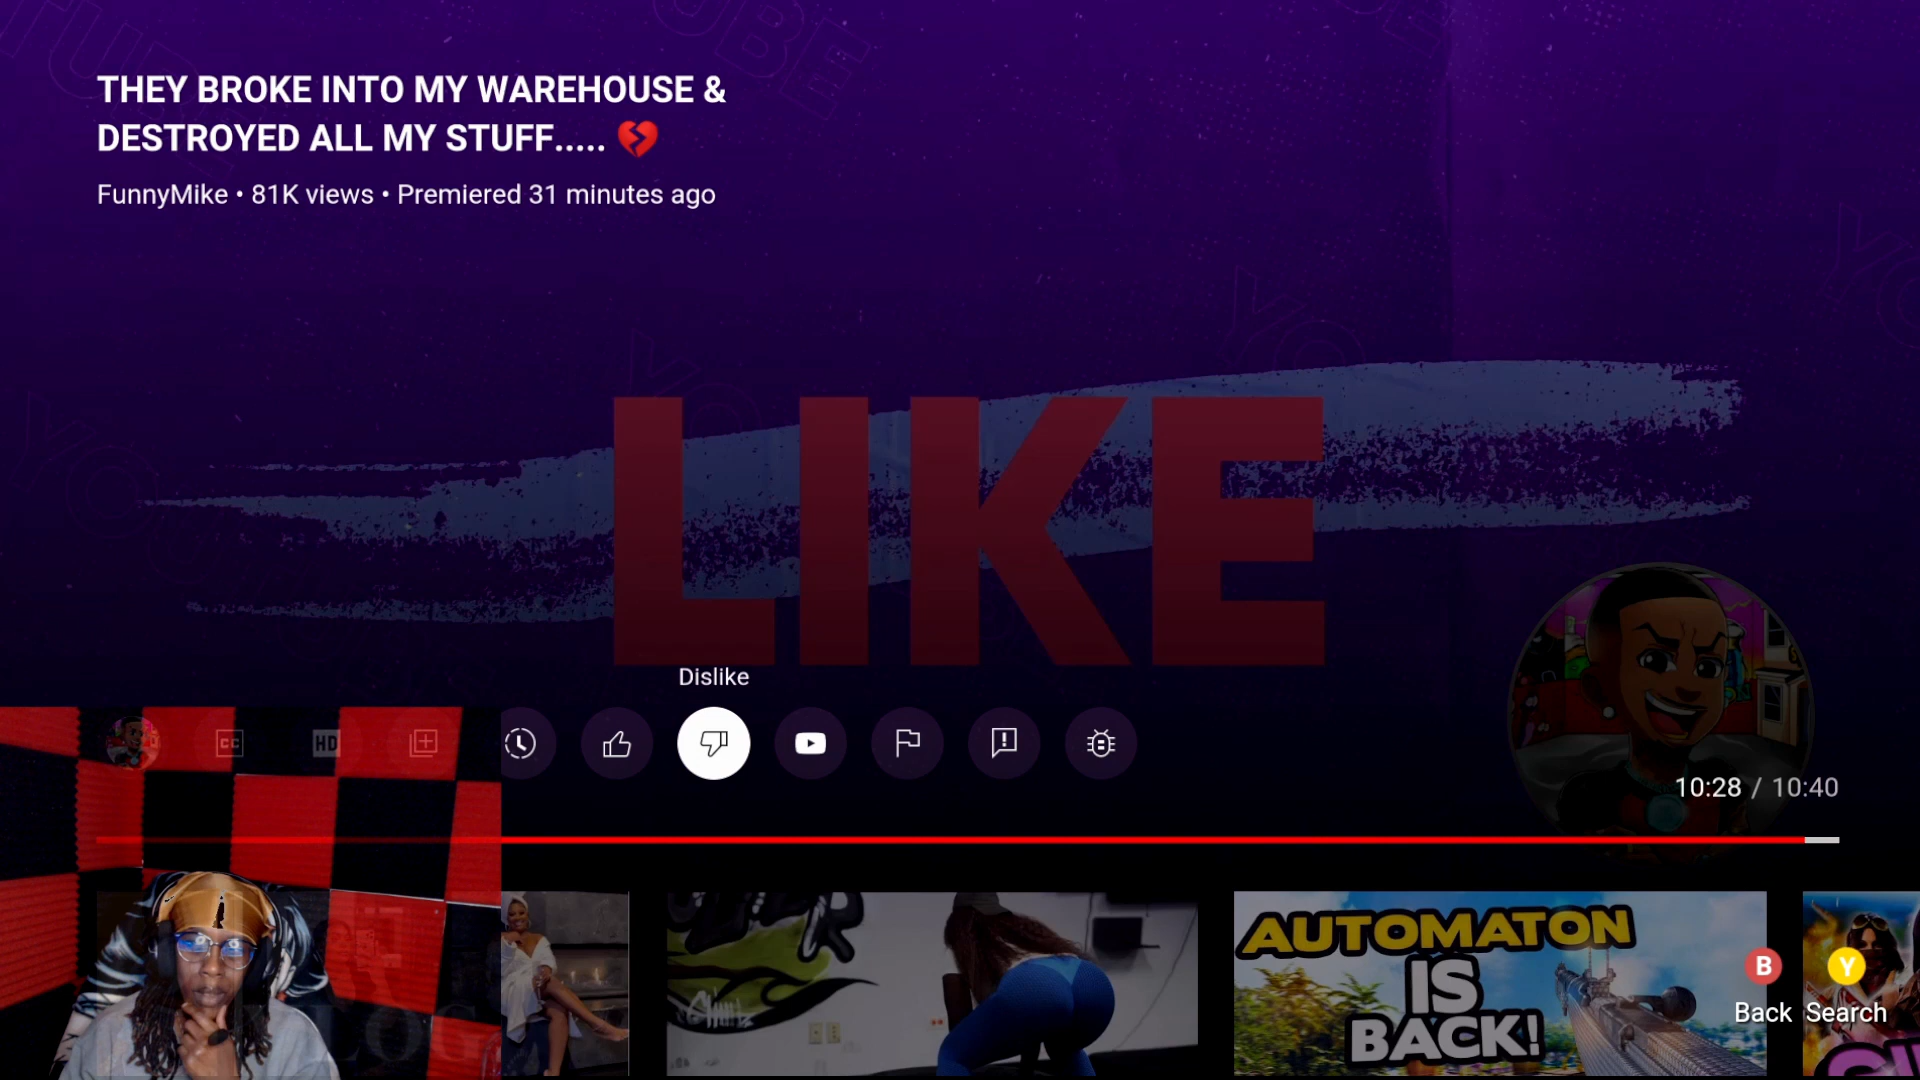 THEY BROKE INTO MY WAREHOUSE &
DESTROYED ALL MY STUFF..... 💔
FunnyMike • 81K views • Premiered 31 minutes ago
LIKE
Dislike
CC
HD
10:28 / 10:40
AUTOMATON
IS
BACK!
B
Y
Back
Search